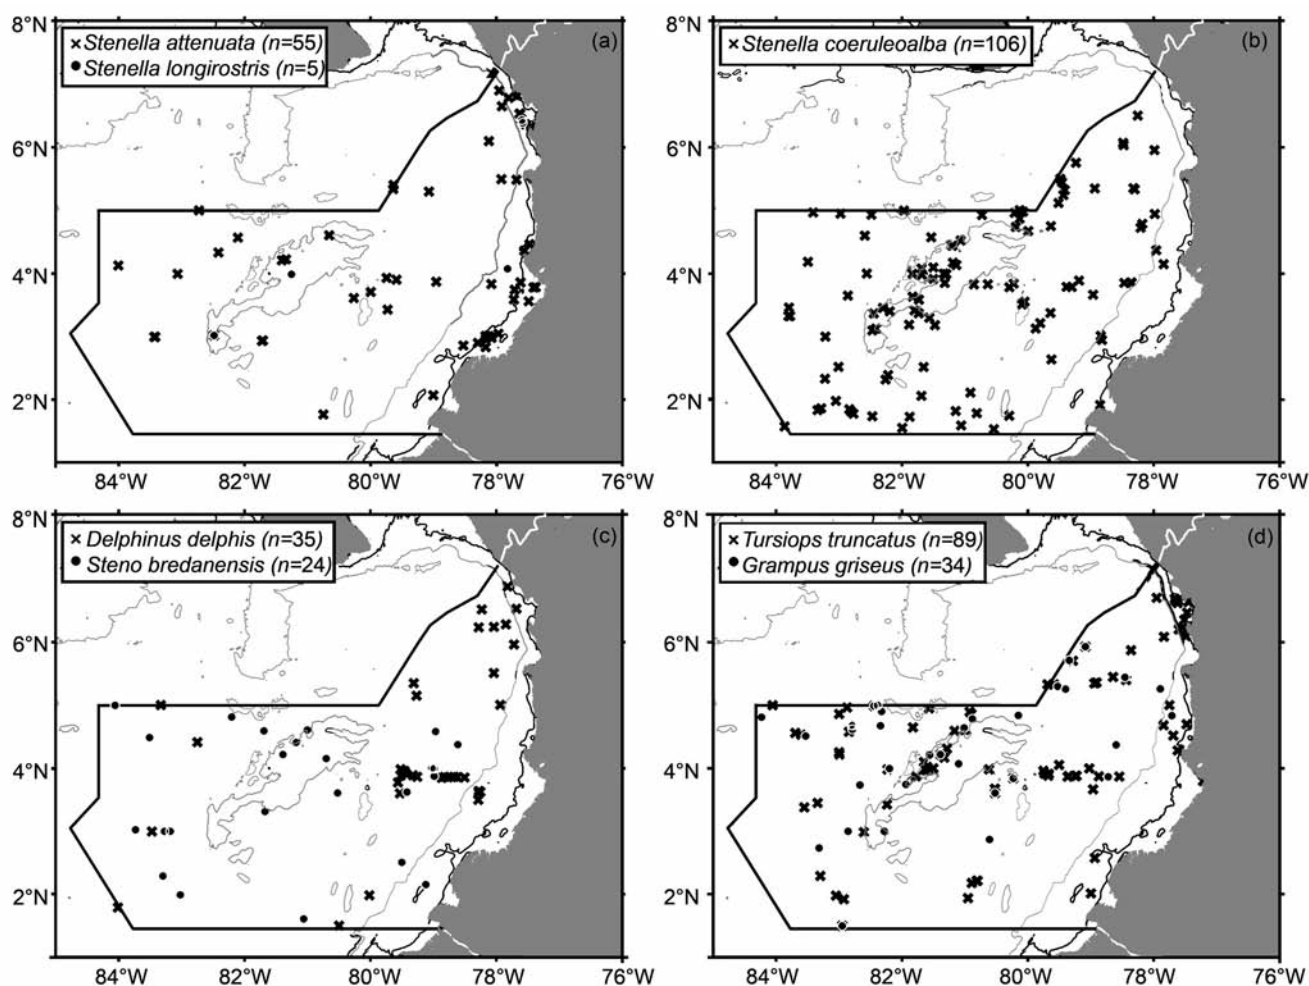 8°N
6°N
4°N
2°N
Stenella attenuata (n=55)
Stenella longirostris (n=5)
(a)
84°W 82°W 80°W 78°W 76°W
8°N
6°N
4°N
2°N
Stenella coeruleoalba (n=106)
(b)
84°W 82°W 80°W 78°W 76°W
8°N
6°N
4°N
2°N
Delphinus delphis (n=35)
Steno bredanensis (n=24)
(c)
84°W 82°W 80°W 78°W 76°W
8°N
6°N
4°N
2°N
Tursiops truncatus (n=89)
Grampus griseus (n=34)
(d)
84°W 82°W 80°W 78°W 76°W